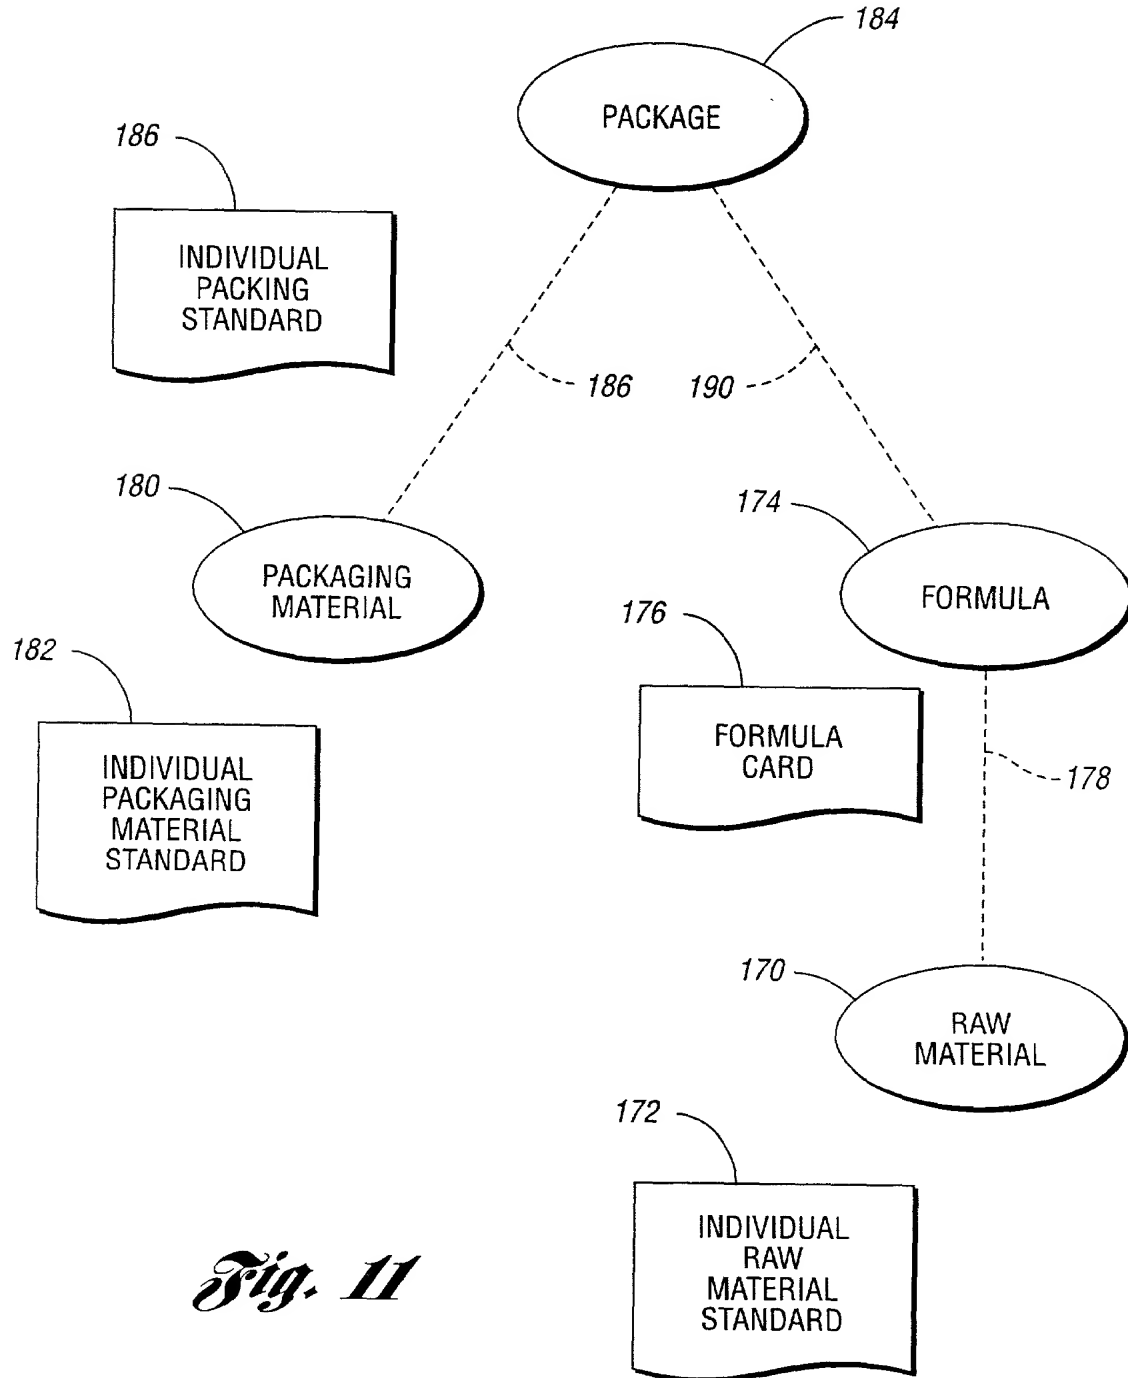 184
PACKAGE
186
INDIVIDUAL
PACKING
STANDARD
186
190
180
PACKAGING
MATERIAL
174
FORMULA
182
INDIVIDUAL
PACKAGING
MATERIAL
STANDARD
176
FORMULA
CARD
178
170
RAW
MATERIAL
172
INDIVIDUAL
RAW
MATERIAL
STANDARD
Fig. 11